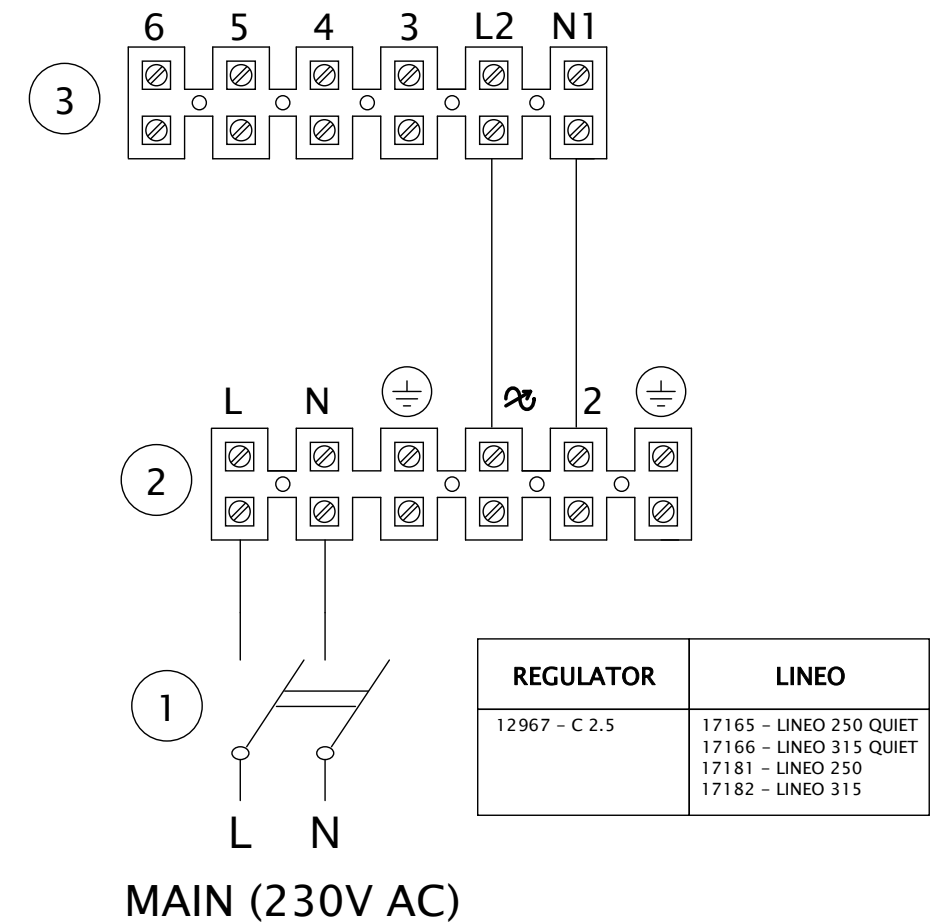 6 5 4 3 L2 N1
3
L N 2
2
1
L N
MAIN (230V AC)
REGULATOR LINEO
12967 – C 2.5 17165 – LINEO 250 QUIET
17166 – LINEO 315 QUIET
17181 – LINEO 250
17182 – LINEO 315